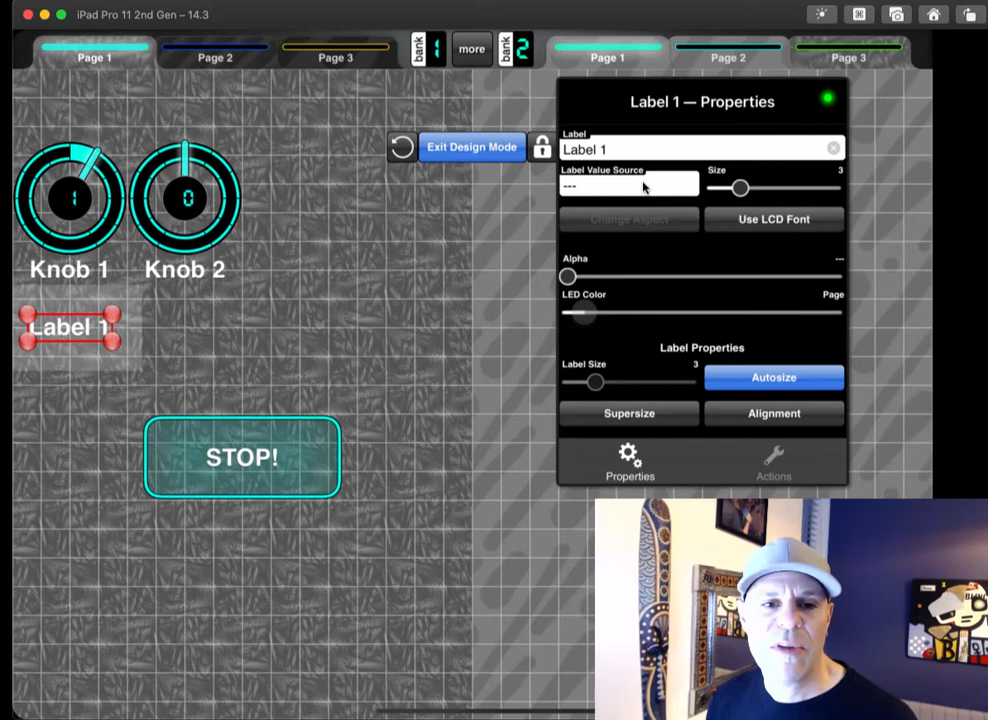 iPad Pro 11 2nd Gen – 14.3
Page 1
Page 2
Page 3
bank
1
more
bank
2
Page 1
Page 2
Page 3
Label 1 — Properties
Label
Label 1
Exit Design Mode
Label Value Source
---
Size
3
Change Aspect
Use LCD Font
Alpha
---
LED Color
Page
Label Properties
Label Size
3
Autosize
Supersize
Alignment
Properties
Actions
1
0
Knob 1
Knob 2
Label 1
STOP!